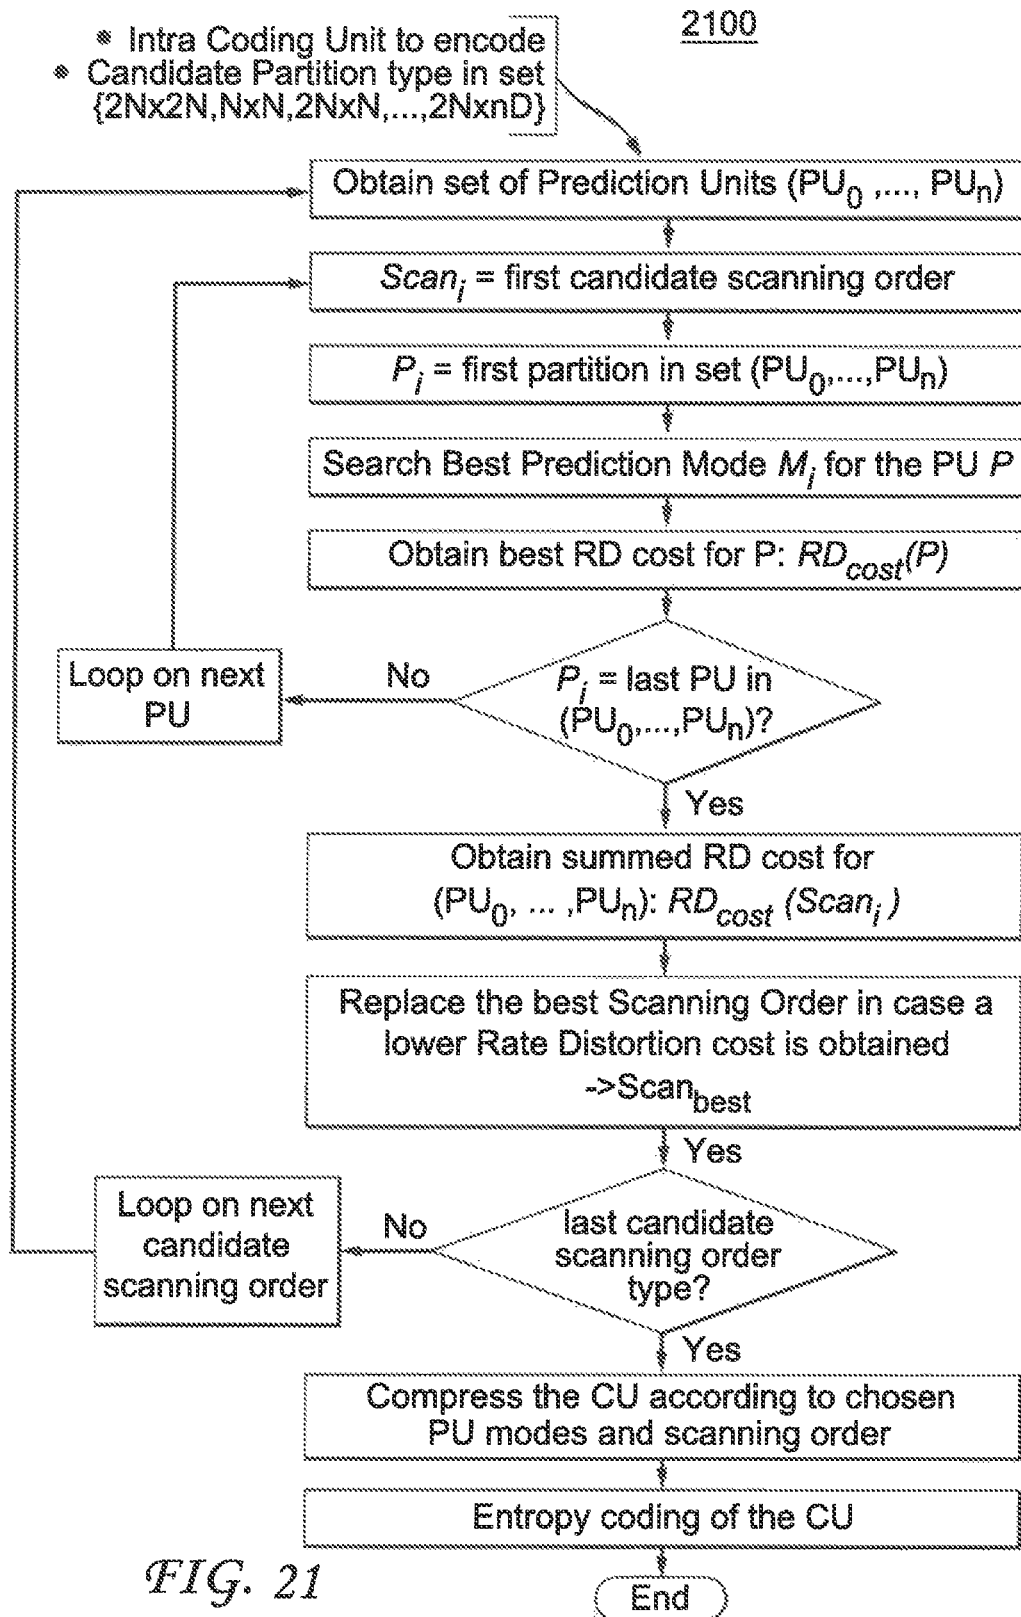 2100
• Intra Coding Unit to encode
• Candidate Partition type in set
{2Nx2N,NxN,2NxN,...,2NxnD}
Obtain set of Prediction Units (PU0 ,..., PUn)
Scani = first candidate scanning order
Pi = first partition in set (PU0,...,PUn)
Search Best Prediction Mode Mi for the PU P
Obtain best RD cost for P: RDcost(P)
Loop on next
PU
No
Pi = last PU in
(PU0,...,PUn)?
Yes
Obtain summed RD cost for
(PU0, ... ,PUn): RDcost (Scani )
Replace the best Scanning Order in case a
lower Rate Distortion cost is obtained
->Scanbest
Yes
Loop on next
candidate
scanning order
No
last candidate
scanning order
type?
Yes
Compress the CU according to chosen
PU modes and scanning order
Entropy coding of the CU
End
FIG. 21